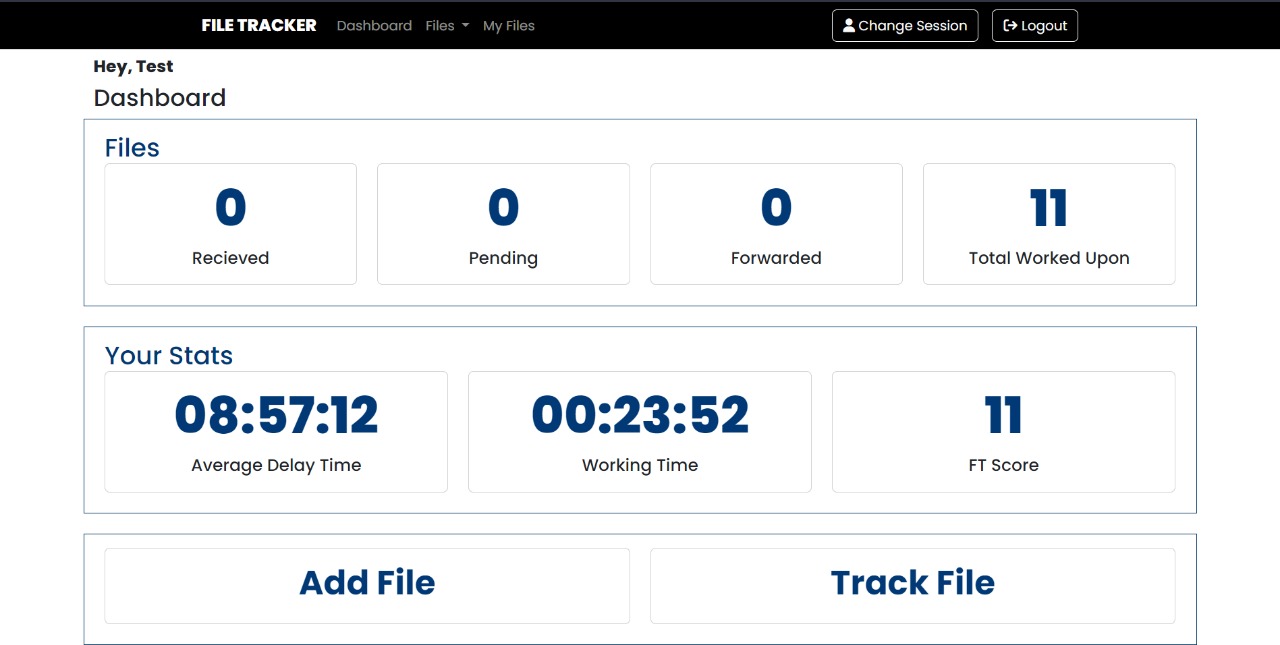 FILE TRACKER Dashboard Files My Files Change Session Logout
Hey, Test
Dashboard
Files
0 0 0 11
Recieved Pending Forwarded Total Worked Upon
Your Stats
08:57:12 00:23:52 11
Average Delay Time Working Time FT Score
Add File Track File